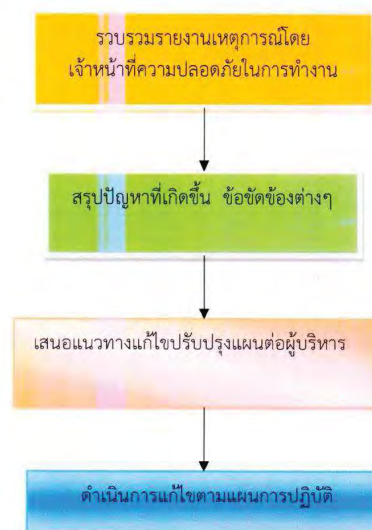 รวบรวมรายงานเหตุการณ์โดย
เจ้าหน้าที่ความปลอดภัยในการทำงาน
สรุปปัญหาที่เกิดขึ้น ข้อขัดข้องต่างๆ
เสนอแนวทางแก้ไขปรับปรุงแผนต่อผู้บริหาร
ดำเนินการแก้ไขตามแผนการปฏิบัติ